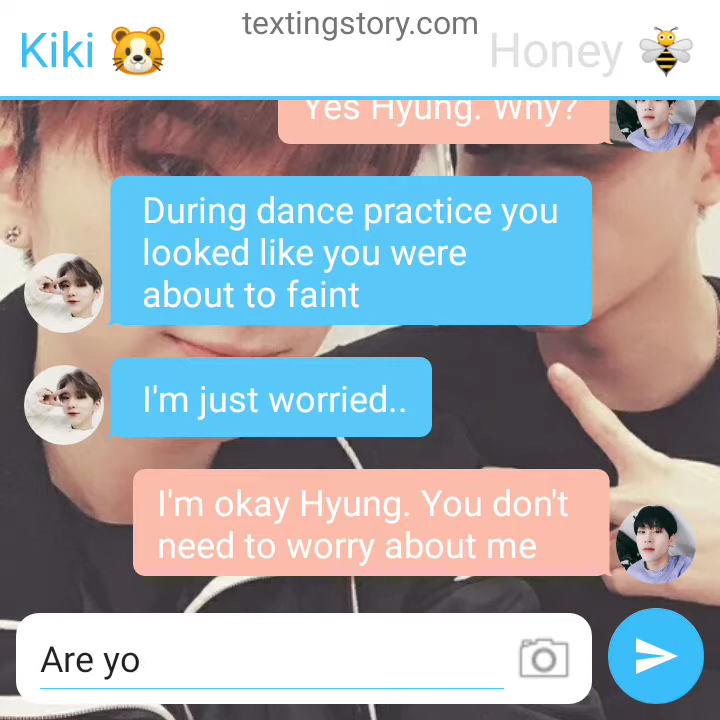 textingstory.com
Kiki 🐹
Honey 🐝
Yes Hyung. Why?
During dance practice you
looked like you were
about to faint
I'm just worried..
I'm okay Hyung. You don't
need to worry about me
Are yo